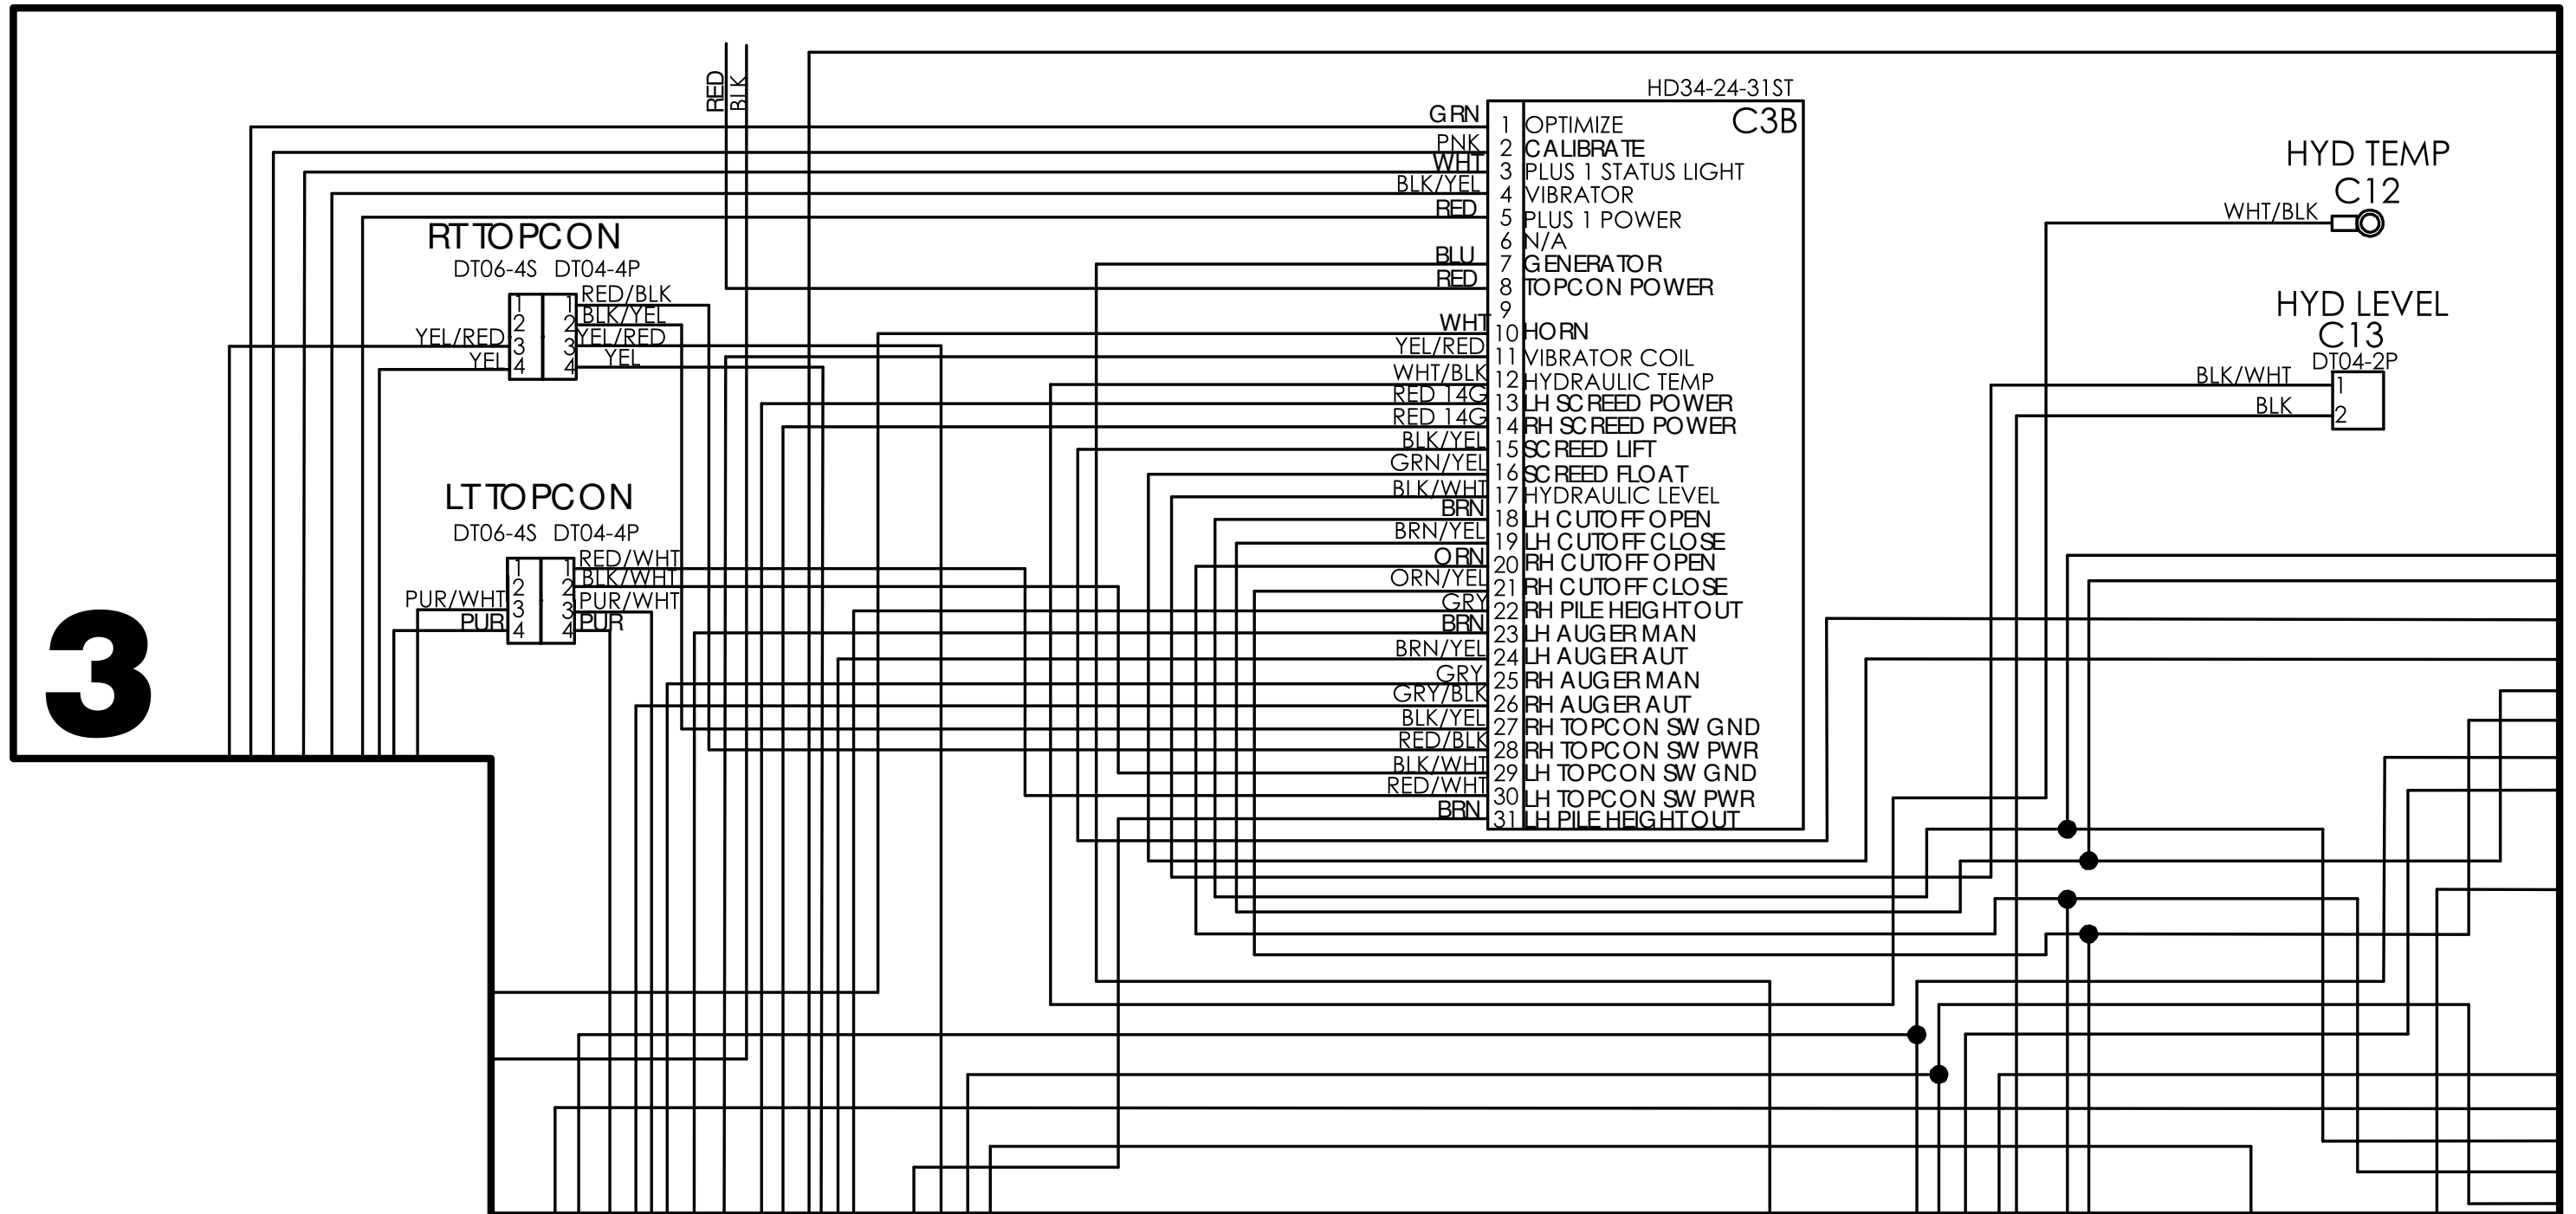 RED
BLK
HD34-24-31ST
C3B
GRN 1 OPTIMIZE
PNK 2 CALIBRATE
WHT 3 PLUS 1 STATUS LIGHT
BLK/YEL 4 VIBRATOR
RED 5 PLUS 1 POWER
6 N/A
BLU 7 GENERATOR
RED 8 TOPCON POWER
9
WHT 10 HORN
YEL/RED 11 VIBRATOR COIL
WHT/BLK 12 HYDRAULIC TEMP
RED 14G 13 LH SCREED POWER
RED 14G 14 RH SCREED POWER
BLK/YEL 15 SCREED LIFT
GRN/YEL 16 SCREED FLOAT
BLK/WHT 17 HYDRAULIC LEVEL
BRN 18 LH CUTOFF OPEN
BRN/YEL 19 LH CUTOFF CLOSE
ORN 20 RH CUTOFF OPEN
ORN/YEL 21 RH CUTOFF CLOSE
GRY 22 RH PILE HEIGHT OUT
BRN 23 LH AUGER MAN
BRN/YEL 24 LH AUGER AUT
GRY 25 RH AUGER MAN
GRY/BLK 26 RH AUGER AUT
BLK/YEL 27 RH TOPCON SW GND
RED/BLK 28 RH TOPCON SW PWR
BLK/WHT 29 LH TOPCON SW GND
RED/WHT 30 LH TOPCON SW PWR
BRN 31 LH PILE HEIGHT OUT
HYD TEMP
C12
WHT/BLK
HYD LEVEL
C13
DT04-2P
BLK/WHT 1
BLK 2
RT TOPCON
DT06-4S DT04-4P
1 1 RED/BLK
2 2 BLK/YEL
YEL/RED 3 3 YEL/RED
YEL 4 4 YEL
LT TOPCON
DT06-4S DT04-4P
1 1 RED/WHT
2 2 BLK/WHT
PUR/WHT 3 3 PUR/WHT
PUR 4 4 PUR
3